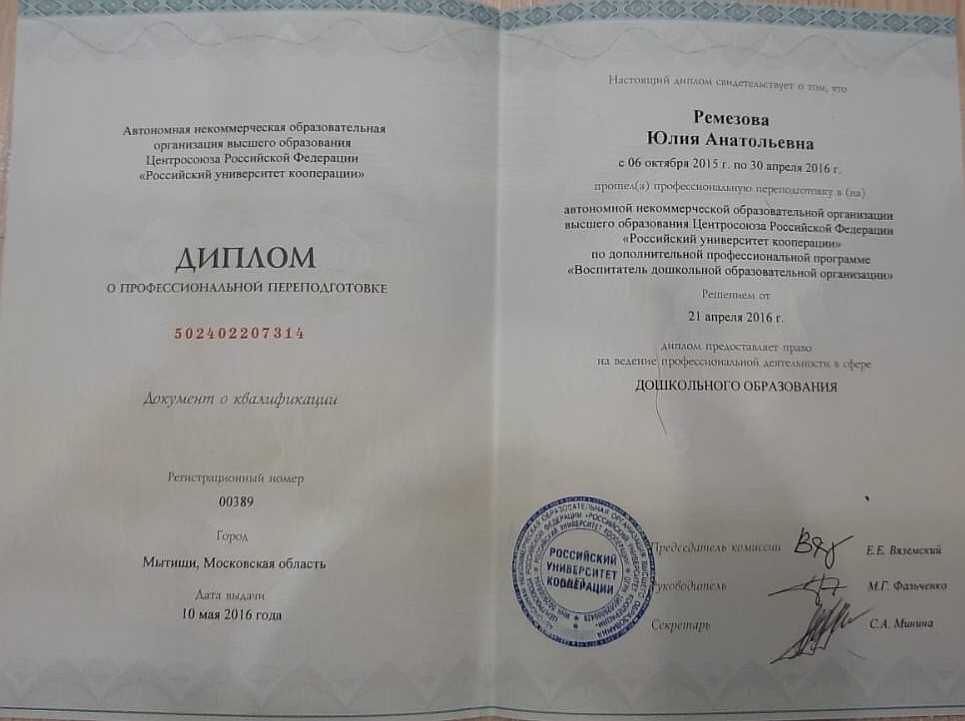 Автономная некоммерческая образовательная
организация высшего образования
Центросоюза Российской Федерации
«Российский университет кооперации»
ДИПЛОМ
О ПРОФЕССИОНАЛЬНОЙ ПЕРЕПОДГОТОВКЕ
502402207314
Документ о квалификации
Регистрационный номер
00389
Город
Мытищи, Московская область
Дата выдачи
10 мая 2016 года
Настоящий диплом свидетельствует о том, что
Ремезова
Юлия Анатольевна
с 06 октября 2015 г. по 30 апреля 2016 г.
прошел(а) профессиональную переподготовку в (на)
автономной некоммерческой образовательной организации
высшего образования Центросоюза Российской Федерации
«Российский университет кооперации»
по дополнительной профессиональной программе
«Воспитатель дошкольной образовательной организации»
Решением от
21 апреля 2016 г.
диплом предоставляет право
на ведение профессиональной деятельности в сфере
ДОШКОЛЬНОГО ОБРАЗОВАНИЯ
РОССИЙСКИЙ
УНИВЕРСИТЕТ
КООПЕРАЦИИ
Председатель комиссии Е.Е. Вяземский
Руководитель М.Г. Фальченко
Секретарь С.А. Минина